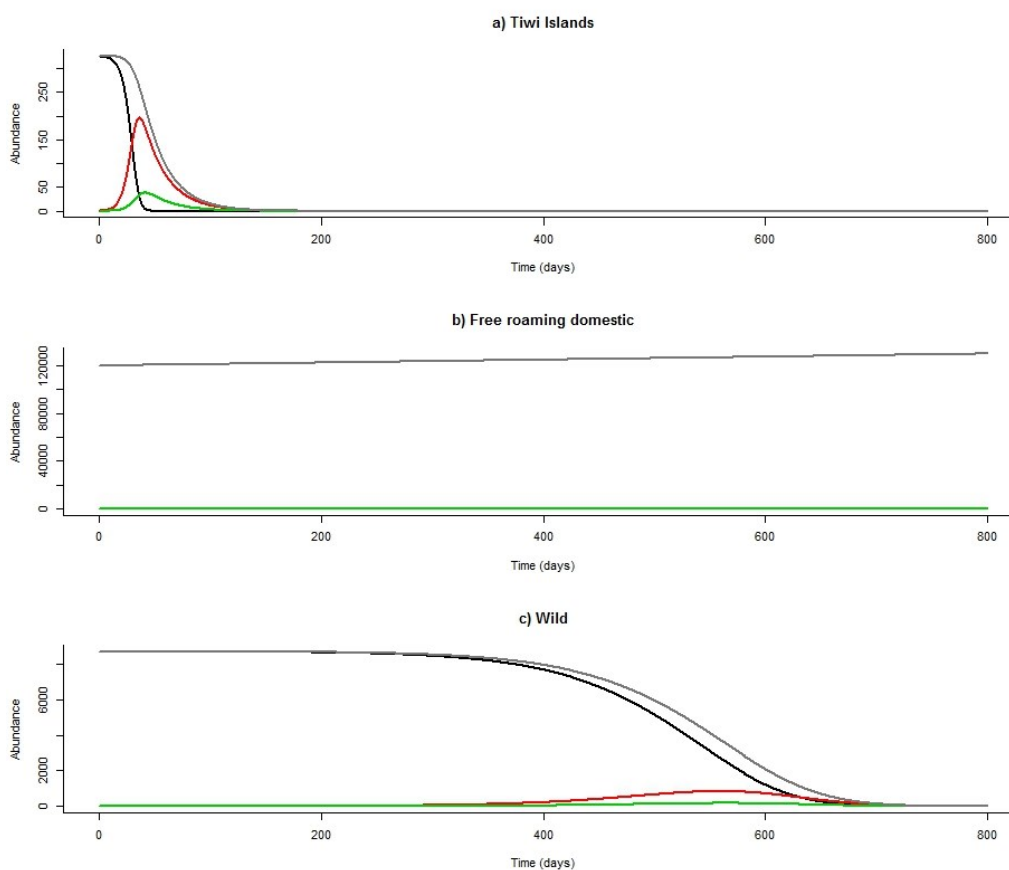 a) Tiwi Islands
Abundance
250
150
50
0
0 200 400 600 800
Time (days)
b) Free roaming domestic
Abundance
120000
80000
40000
0
0 200 400 600 800
Time (days)
c) Wild
Abundance
6000
2000
0
0 200 400 600 800
Time (days)